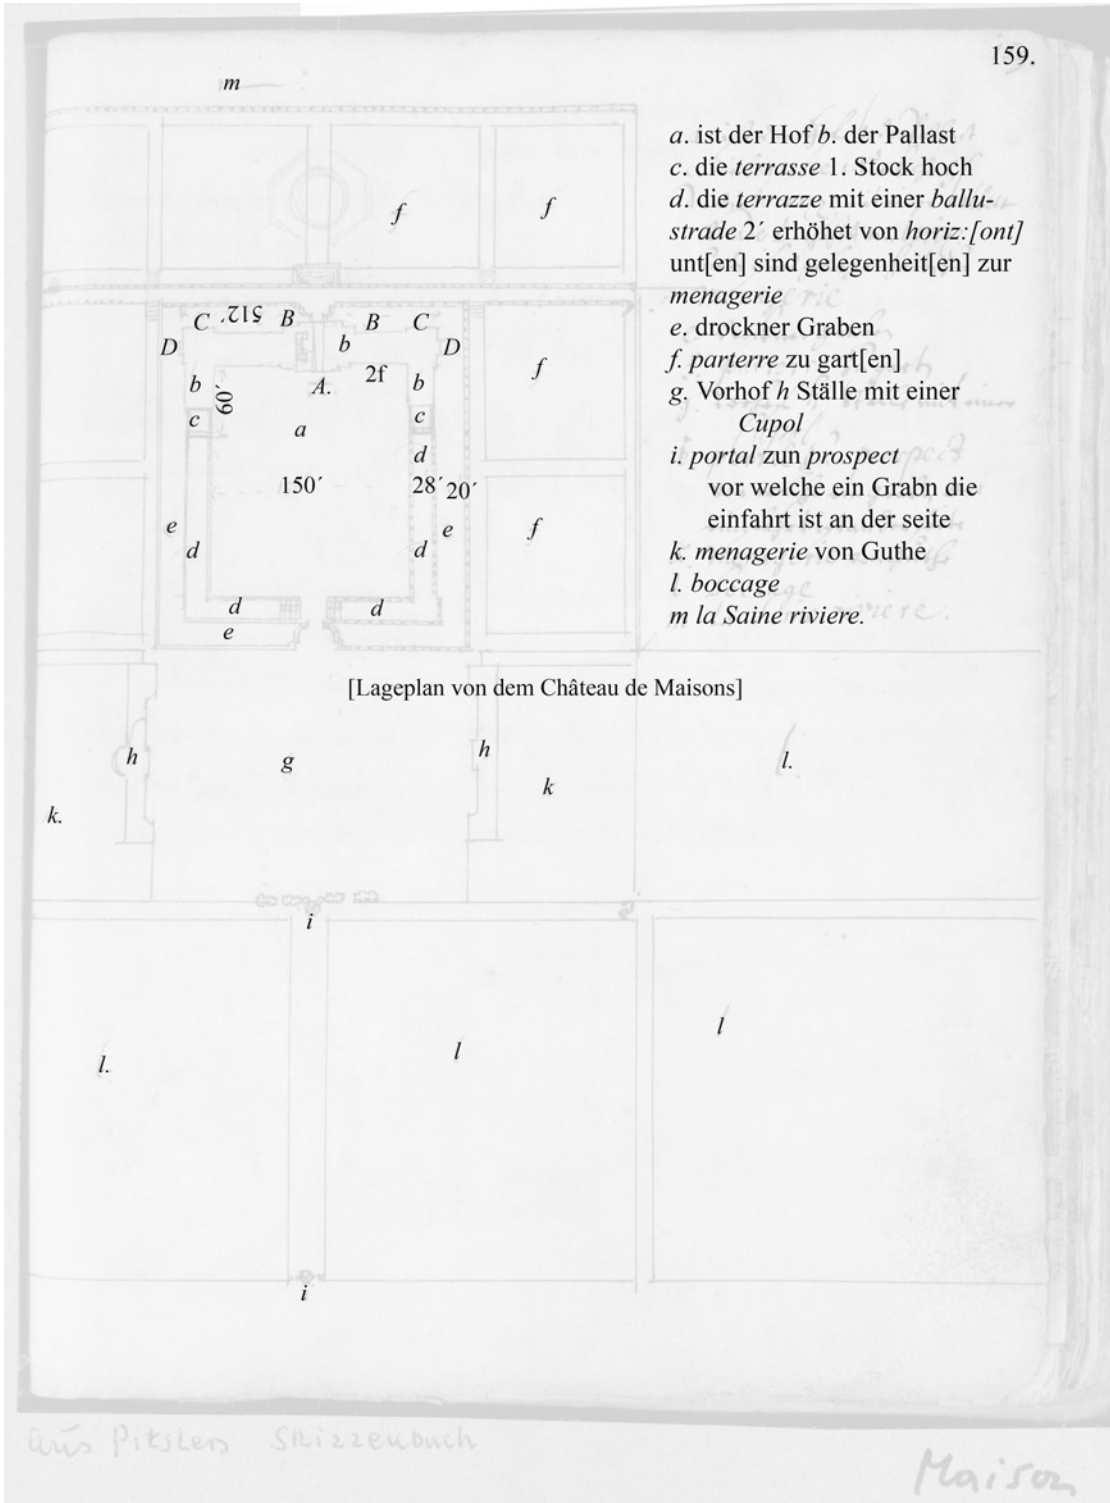 159.
m
a. ist der Hof b. der Pallast
c. die terrasse 1. Stock hoch
d. die terrazze mit einer ballu-
strade 2´ erhöhet von horiz:[ont]
unt[en] sind gelegenheit[en] zur
menagerie
e. drockner Graben
f. parterre zu gart[en]
g. Vorhof h Ställe mit einer
Cupol
i. portal zun prospect
vor welche ein Grabn die
einfahrt ist an der seite
k. menagerie von Guthe
l. boccage
m la Saine riviere.
f f
C 512´ B B C
D b D
f
b 60´ A. 2f b
c a c
d
150´ 28´ 20´
e e f
d d
d d
e
[Lageplan von dem Château de Maisons]
h g h l.
k
k.
i
l. l l
i
aus Pitzlers Skizzenbuch
Maison